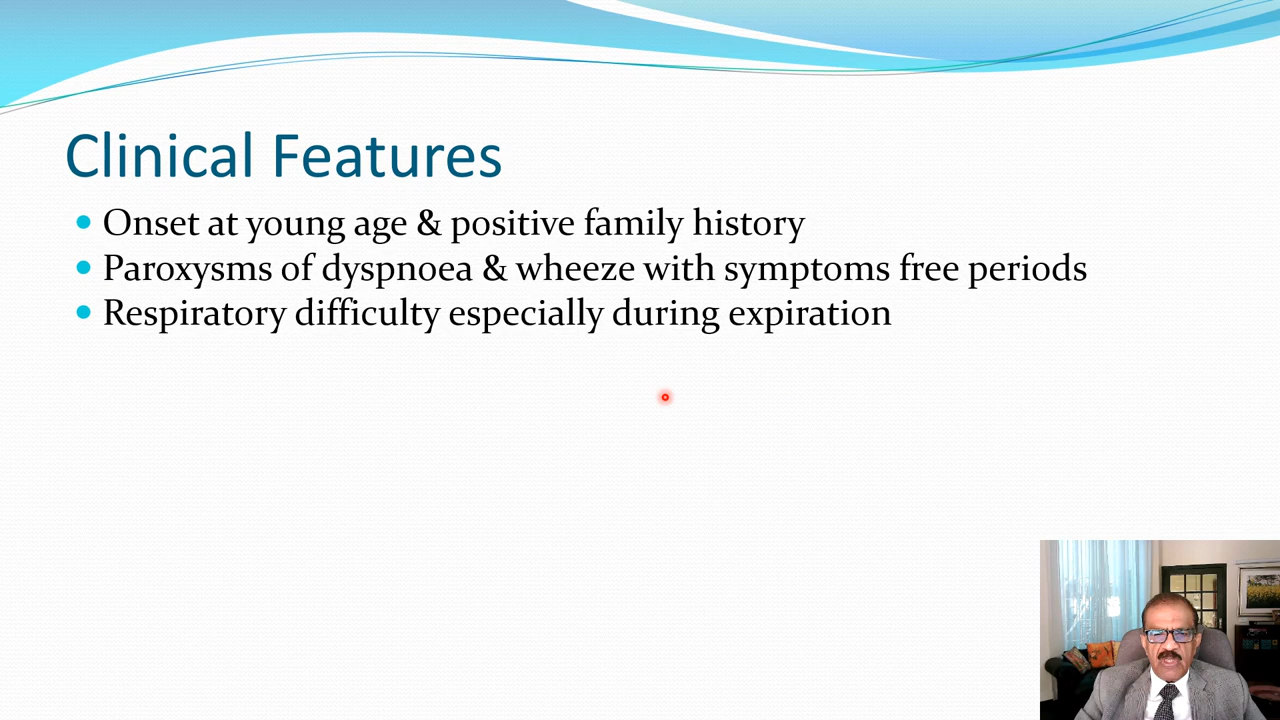 Clinical Features
Onset at young age & positive family history
Paroxysms of dyspnoea & wheeze with symptoms free periods
Respiratory difficulty especially during expiration